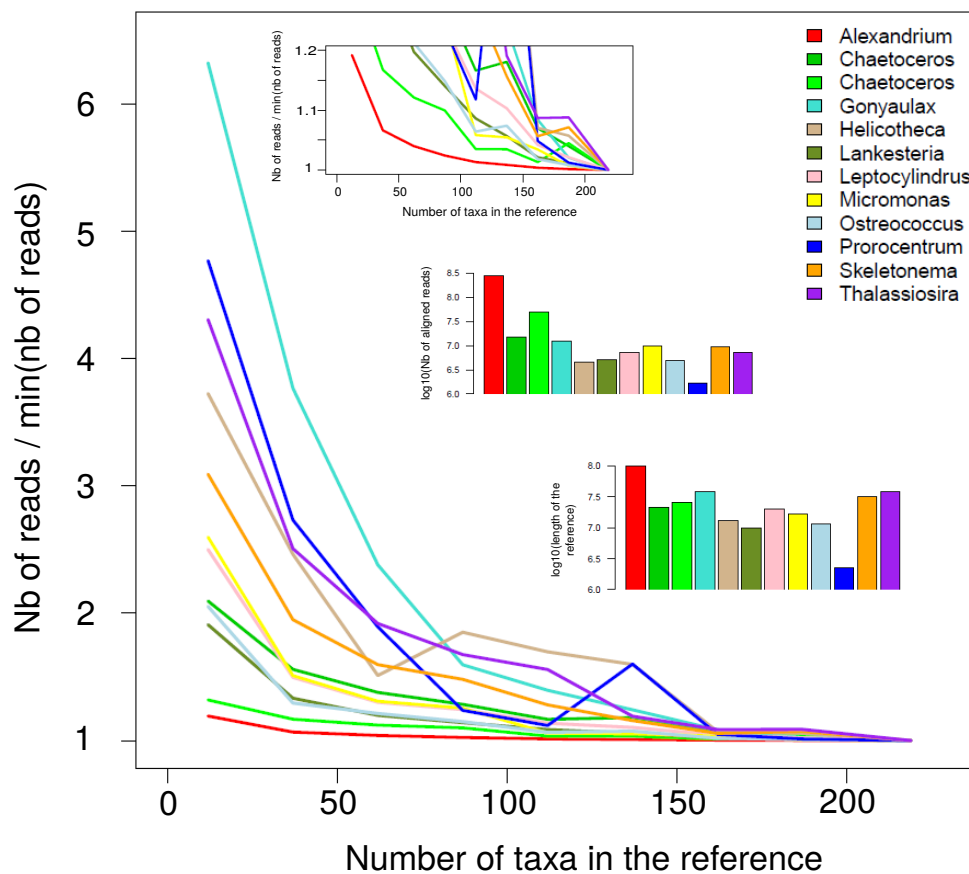 Nb of reads / min(nb of reads)
6
5
4
3
2
1
0
50
100
150
200
Number of taxa in the reference
Nb of reads / min(nb of reads)
1.2
1.1
1
0
50
100
150
200
Number of taxa in the reference
Alexandrium
Chaetoceros
Chaetoceros
Gonyaulax
Helicotheca
Lankesteria
Leptocylindrus
Micromonas
Ostreococcus
Prorocentrum
Skeletonema
Thalassiosira
log10(Nb of aligned reads)
8.5
8.0
7.5
7.0
6.5
6.0
log10(length of the
reference)
8.0
7.5
7.0
6.5
6.0